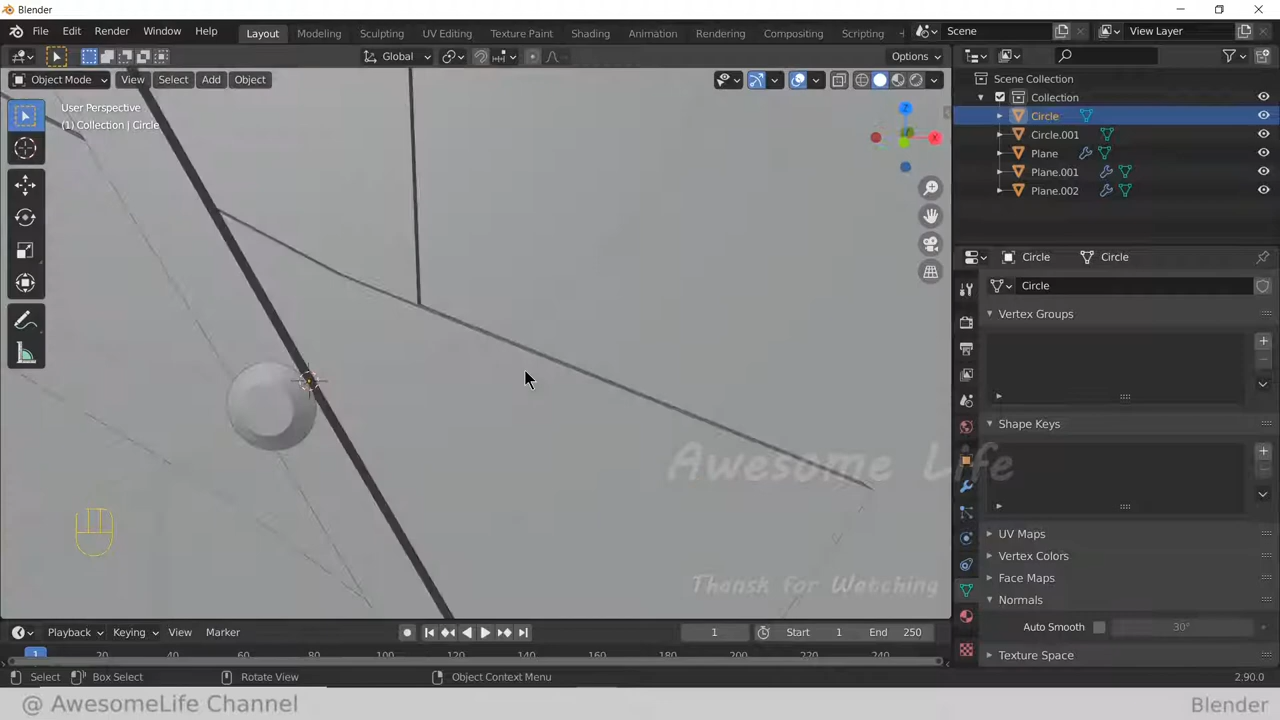 Blender
File Edit Render Window Help Layout Modeling Sculpting UV Editing Texture Paint Shading Animation Rendering Compositing Scripting Scene View Layer
Global Options
Object Mode View Select Add Object
User Perspective
(1) Collection | Circle
Scene Collection
Collection
Circle
Circle.001
Plane
Plane.001
Plane.002
Circle Circle
Circle
Vertex Groups
Shape Keys
UV Maps
Vertex Colors
Face Maps
Normals
Auto Smooth 30°
Texture Space
Z
X
Awesome Life
Thansk for Watching
Playback Keying View Marker 1 Start 1 End 250
1 20 40 60 80 100 120 140 160 180 200 220 240
Select Box Select Rotate View Object Context Menu 2.90.0
@ AwesomeLife Channel Blender